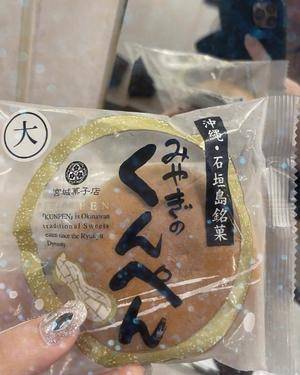 大
沖縄・石垣島銘菓
みやぎの
くんぺん
宮城菓子店
KUNPEN is Okinawan
traditional Sweets
eaten since the Ryukyu
Dynasty